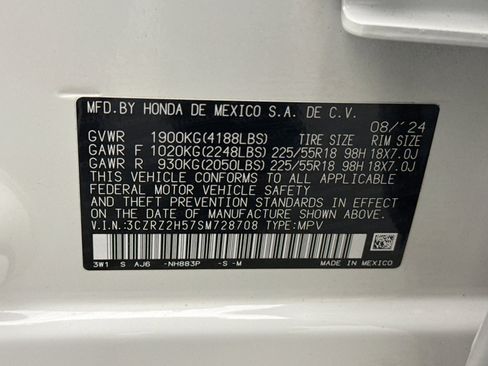 MFD.BY HONDA DE MEXICO S.A. DE C.V.
08/'24
GVWR 1900KG(4188LBS) TIRE SIZE RIM SIZE
GAWR F 1020KG(2248LBS) 225/55R18 98H 18X7.0J
GAWR R 930KG(2050LBS) 225/55R18 98H 18X7.0J
THIS VEHICLE CONFORMS TO ALL APPLICABLE
FEDERAL MOTOR VEHICLE SAFETY
AND THEFT PREVENTION STANDARDS
IN EFFECT ON THE DATE OF MANUFACTURE SHOWN ABOVE.
V.I.N:3CZRZ2H57SM728708 TYPE:MPV
3W1 S AJ6 -NH883P -S -M